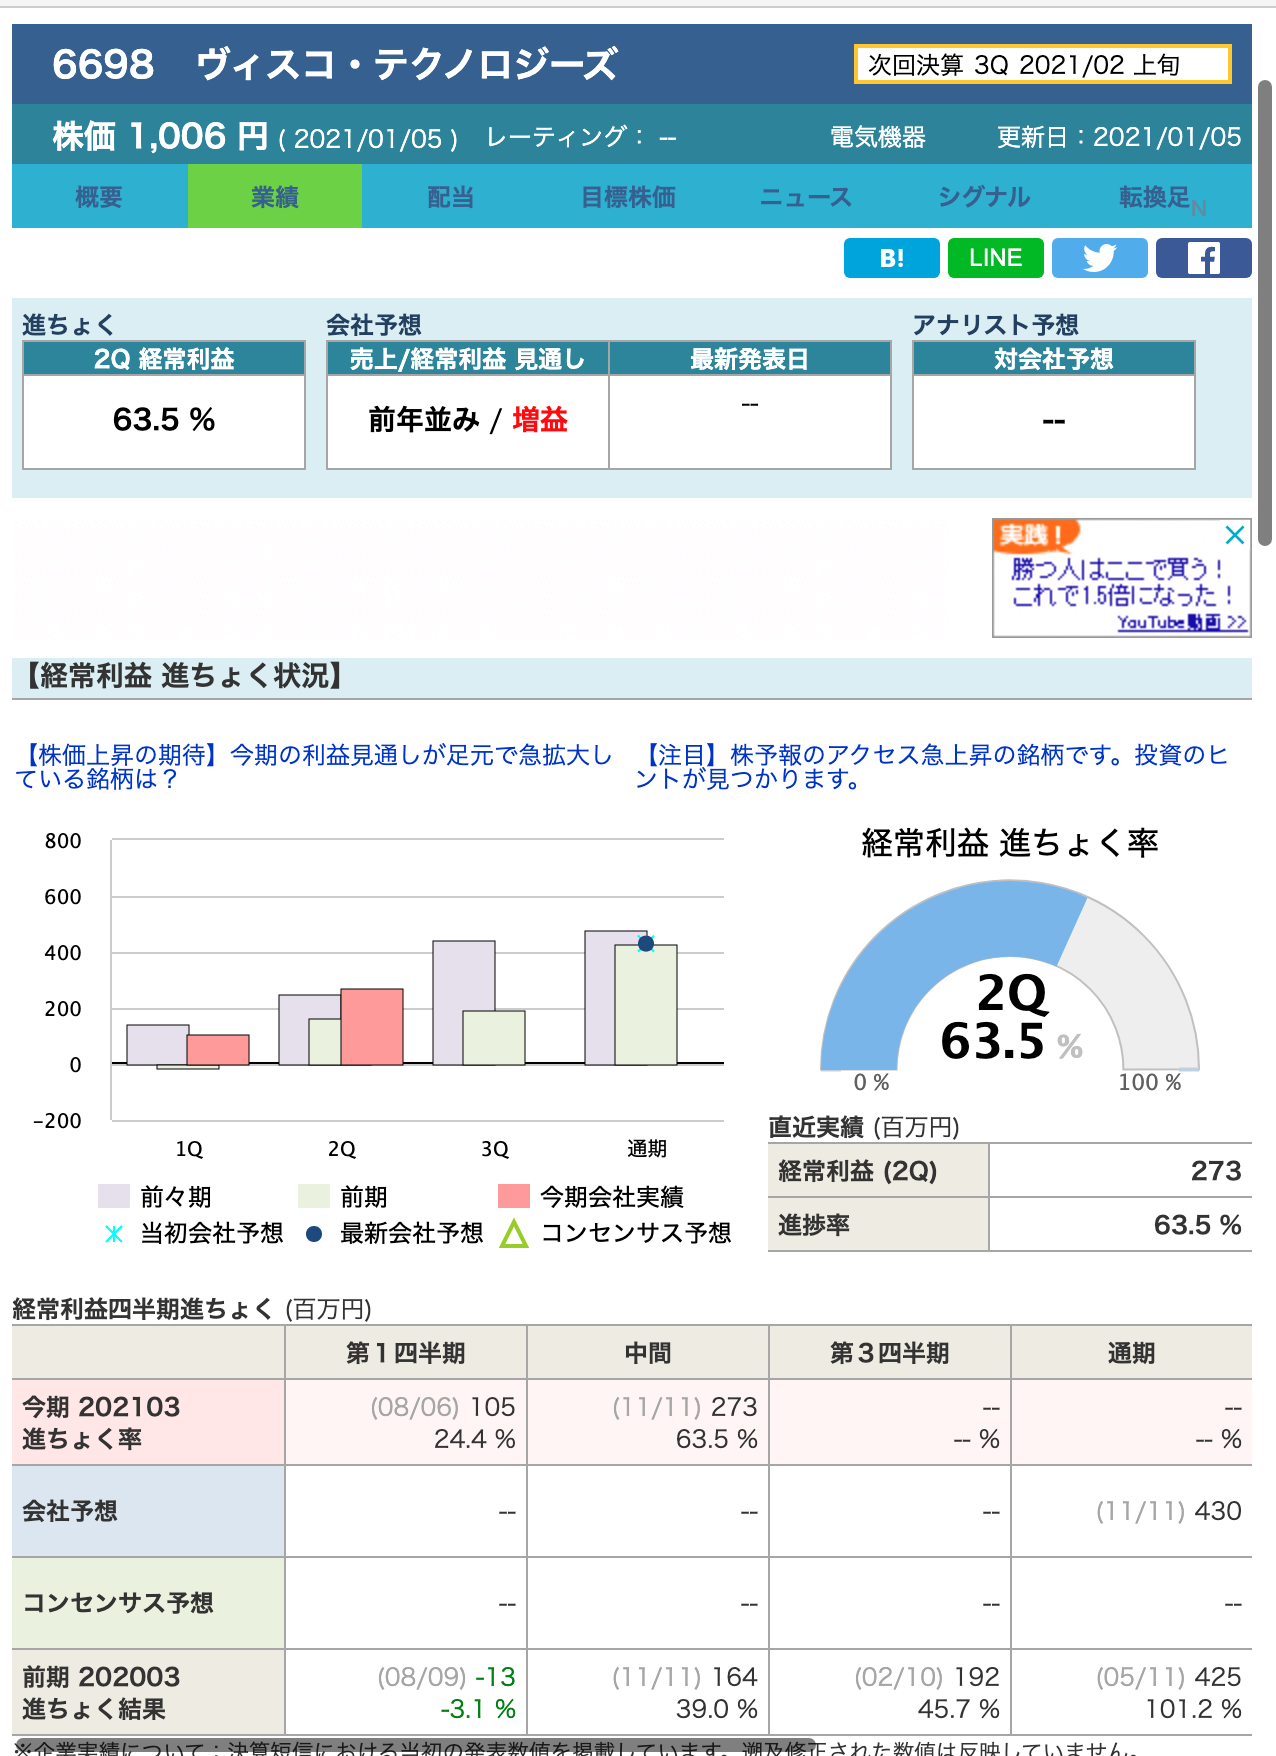 6698 ヴィスコ・テクノロジーズ
次回決算 3Q 2021/02 上旬
株価 1,006 円 ( 2021/01/05 ) レーティング： -- 電気機器 更新日：2021/01/05
概要 業績 配当 目標株価 ニュース シグナル 転換足 N
B! LINE
進ちょく 会社予想 アナリスト予想
2Q 経常利益 売上/経常利益 見通し 最新発表日 対会社予想
63.5 % 前年並み / 増益 -- --
実践！
勝つ人はここで買う！
これで1.5倍になった！
YouTube動画 >>
【経常利益 進ちょく状況】
【株価上昇の期待】今期の利益見通しが足元で急拡大し
ている銘柄は？
【注目】株予報のアクセス急上昇の銘柄です。投資のヒ
ントが見つかります。
800
600
400
200
0
-200
1Q 2Q 3Q 通期
前々期 前期 今期会社実績
当初会社予想 最新会社予想 コンセンサス予想
経常利益 進ちょく率
2Q
63.5 %
0 % 100 %
直近実績 (百万円)
経常利益 (2Q) 273
進捗率 63.5 %
経常利益四半期進ちょく (百万円)
第１四半期 中間 第３四半期 通期
今期 202103 (08/06) 105 (11/11) 273 -- --
進ちょく率 24.4 % 63.5 % -- % -- %
会社予想 -- -- -- (11/11) 430
コンセンサス予想 -- -- -- --
前期 202003 (08/09) -13 (11/11) 164 (02/10) 192 (05/11) 425
進ちょく結果 -3.1 % 39.0 % 45.7 % 101.2 %
※企業実績について：決算短信における当初の発表数値を掲載しています。遡及修正された数値は反映していません。